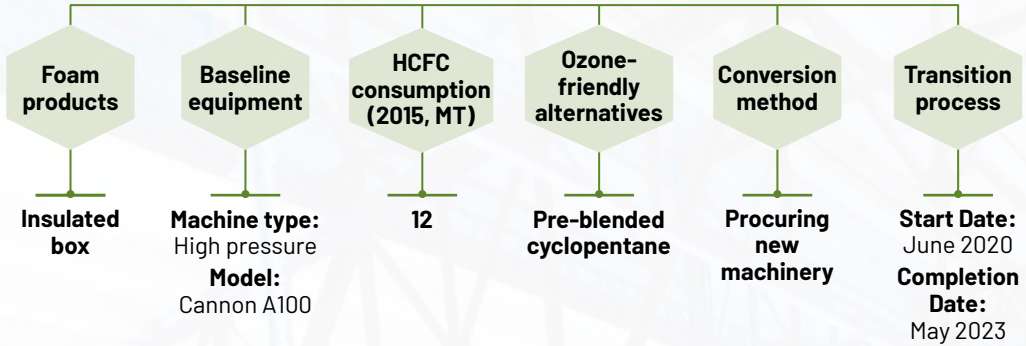 Foam
products
Baseline
equipment
HCFC
consumption
(2015, MT)
Ozone-
friendly
alternatives
Conversion
method
Transition
process
Insulated
box
Machine type:
High pressure
Model:
Cannon A100
12
Pre-blended
cyclopentane
Procuring
new
machinery
Start Date:
June 2020
Completion
Date:
May 2023